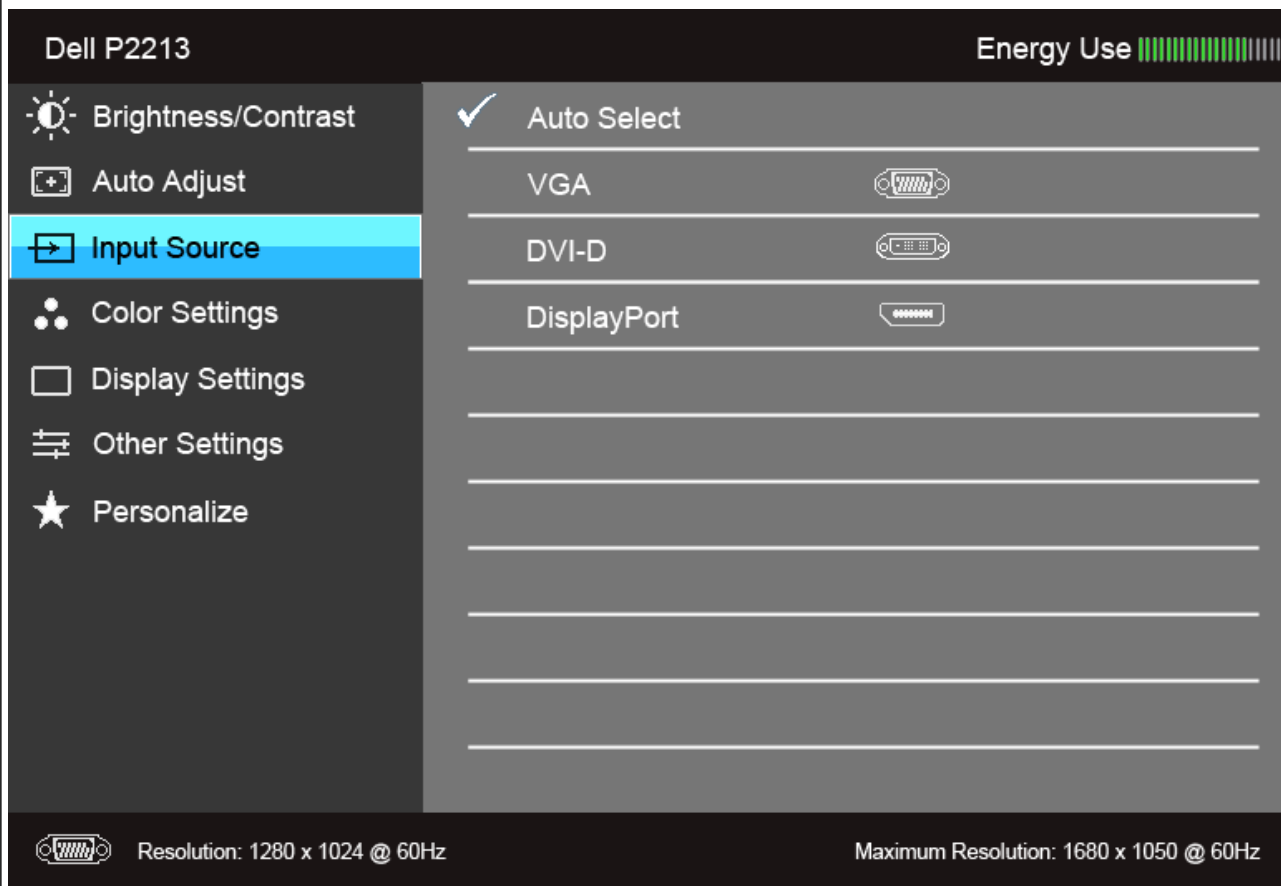 Dell P2213
Energy Use
Brightness/Contrast
Auto Adjust
Input Source
Color Settings
Display Settings
Other Settings
Personalize
Auto Select
VGA
DVI-D
DisplayPort
Resolution: 1280 x 1024 @ 60Hz
Maximum Resolution: 1680 x 1050 @ 60Hz